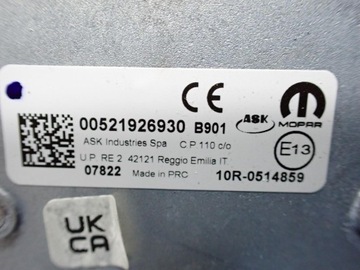 CE
00521926930 B901
ASK
MOPAR
ASK Industries Spa C.P 110 c/o
U.P. RE 2 42121 Reggio Emilia IT
E13
07822 Made in PRC 10R-0514859
UK
CA